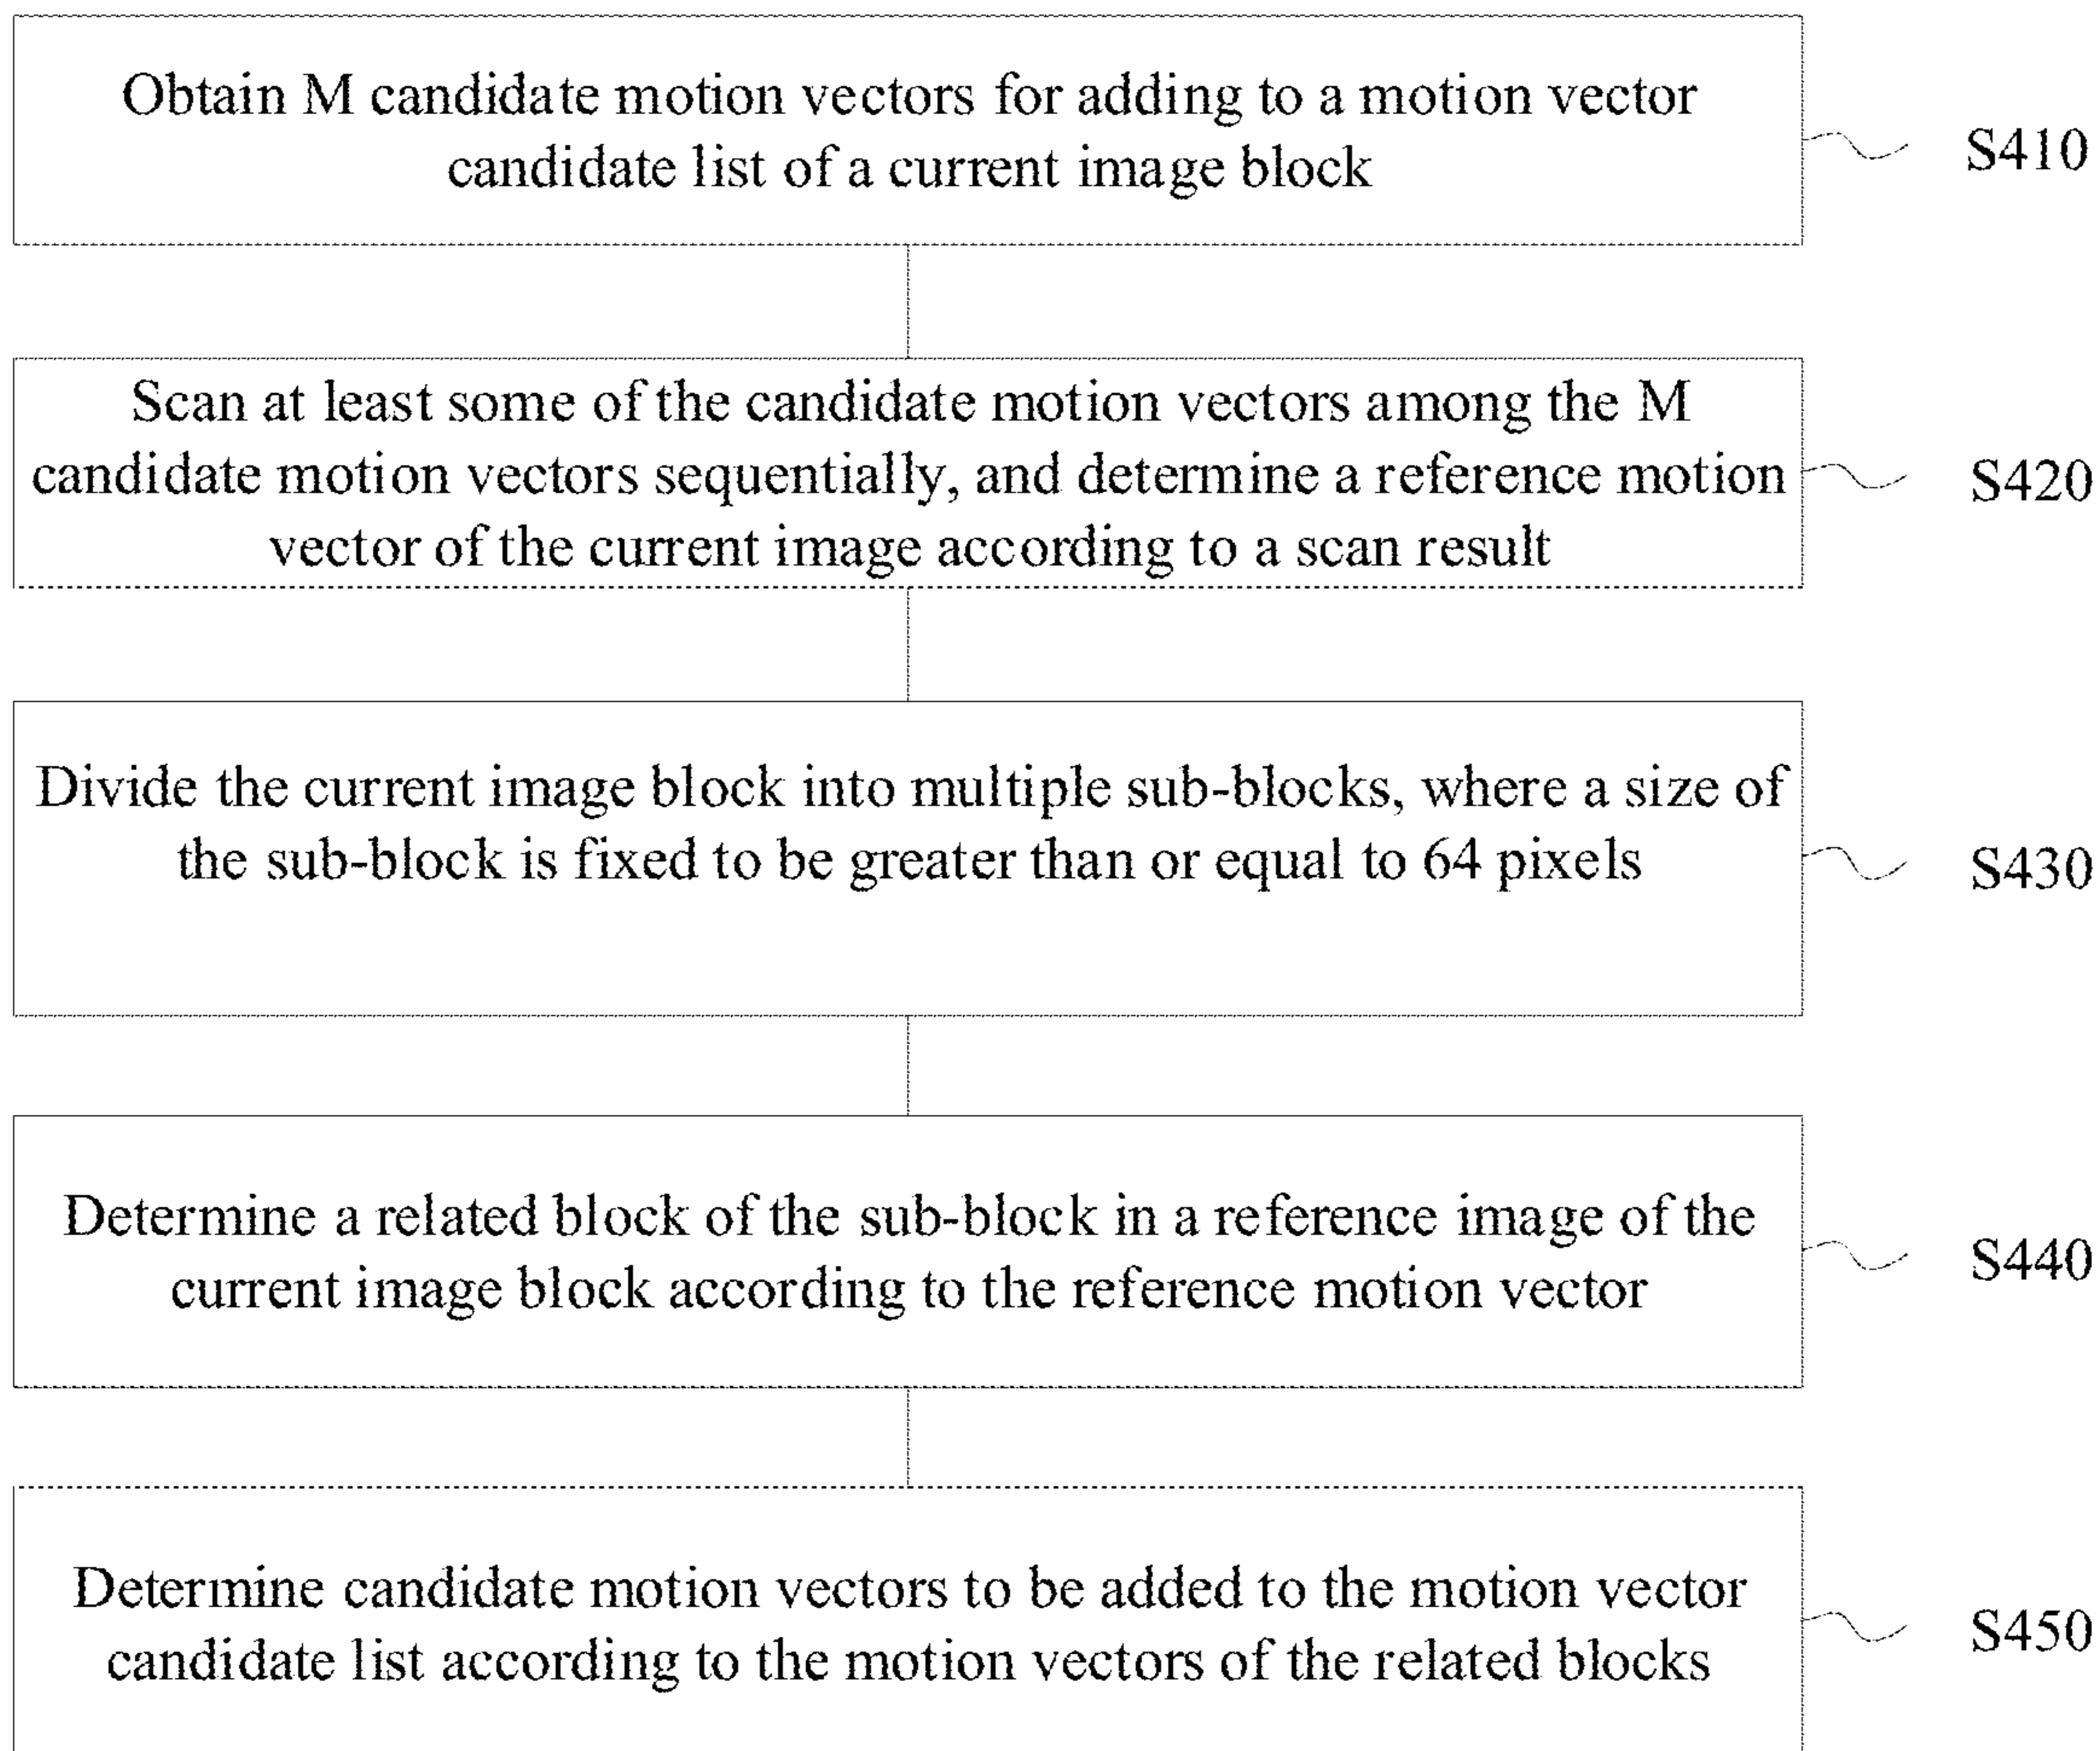 Obtain M candidate motion vectors for adding to a motion vector
candidate list of a current image block
S410
Scan at least some of the candidate motion vectors among the M
candidate motion vectors sequentially, and determine a reference motion
vector of the current image according to a scan result
S420
Divide the current image block into multiple sub-blocks, where a size of
the sub-block is fixed to be greater than or equal to 64 pixels
S430
Determine a related block of the sub-block in a reference image of the
current image block according to the reference motion vector
S440
Determine candidate motion vectors to be added to the motion vector
candidate list according to the motion vectors of the related blocks
S450